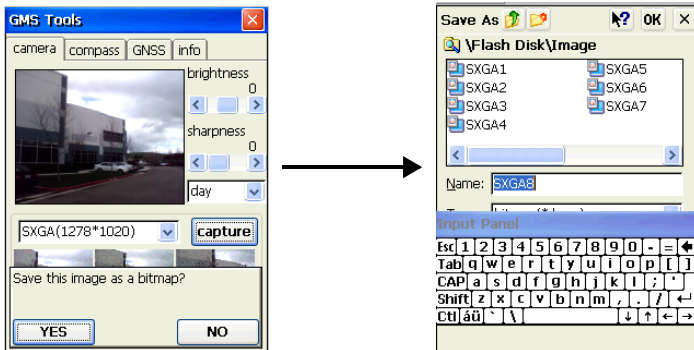 GMS Tools
camera compass GNSS info
brightness
0
sharpness
0
day
SXGA(1278*1020)
capture
Save this image as a bitmap?
YES NO
Save As
? OK ×
\Flash Disk\Image
SXGA1 SXGA5
SXGA2 SXGA6
SXGA3 SXGA7
SXGA4
Name: SXGA8
Input Panel
Esc 1 2 3 4 5 6 7 8 9 0 - =
Tab q w e r t y u i o p [ ]
CAP a s d f g h k l ; '
Shift z x c v b n m , . /
Ctl áü ` \